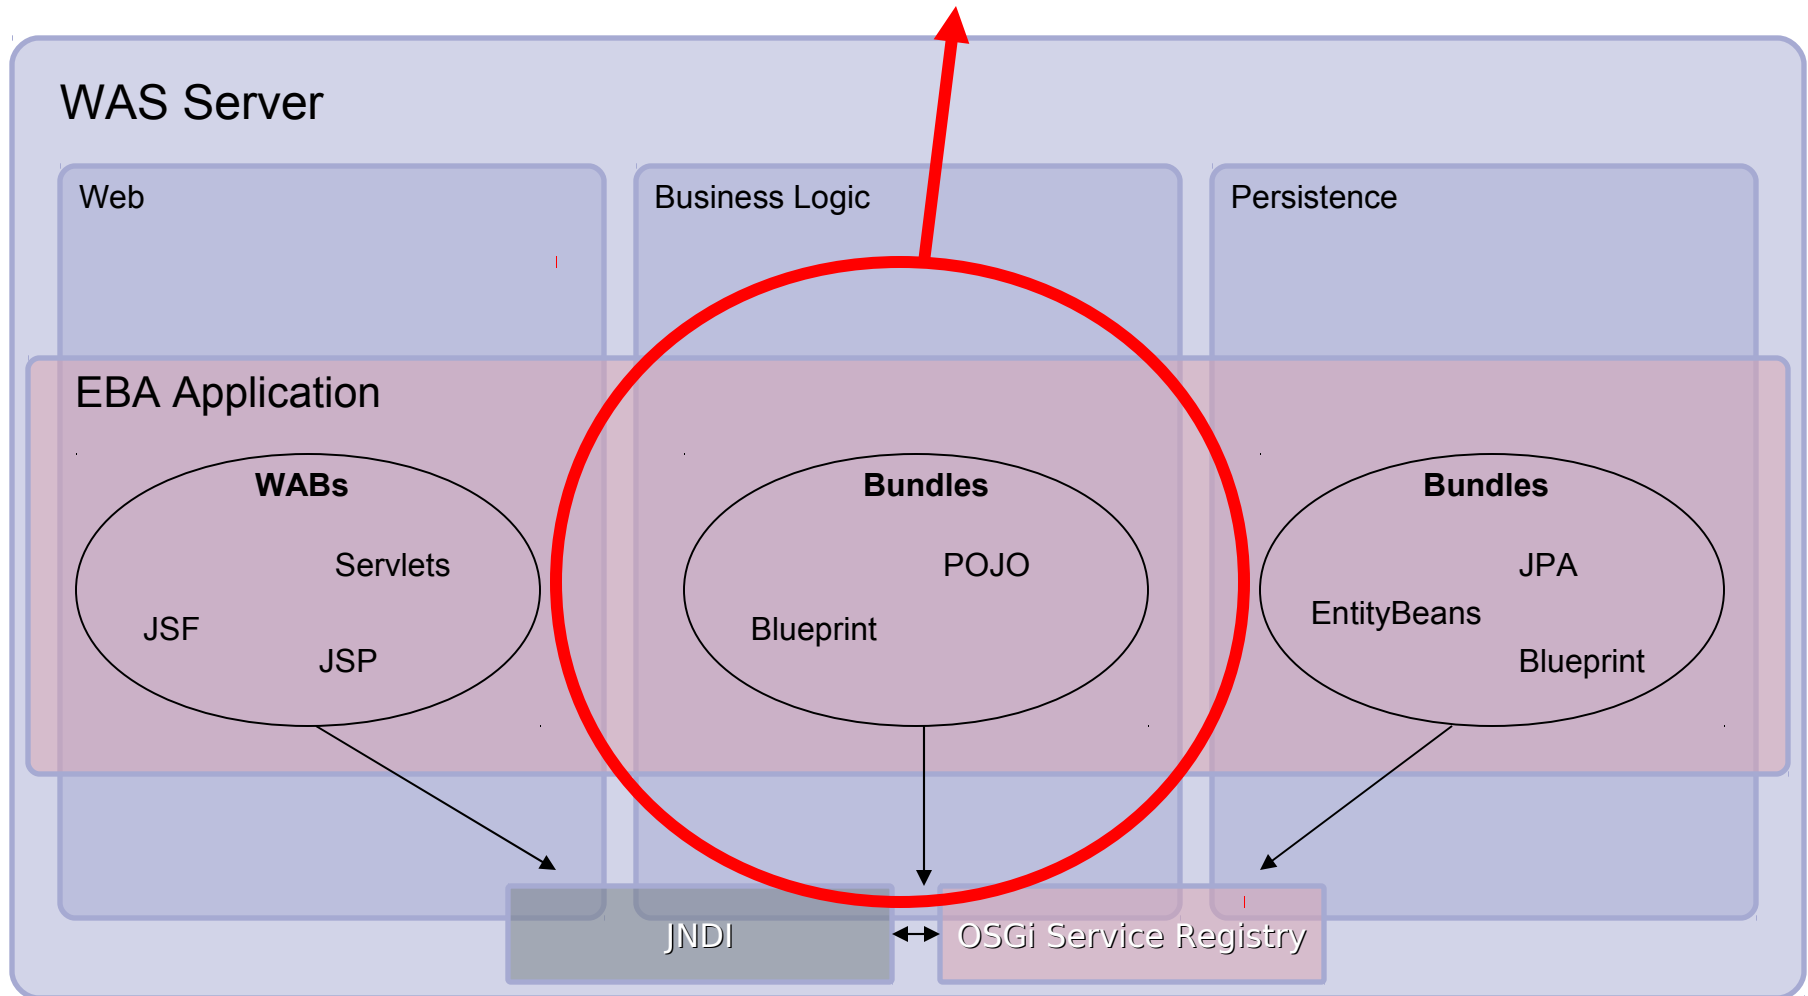 WAS Server
Web
Business Logic
Persistence
EBA Application
WABs
Servlets
JSF
JSP
Bundles
POJO
Blueprint
Bundles
JPA
EntityBeans
Blueprint
JNDI
OSGi Service Registry